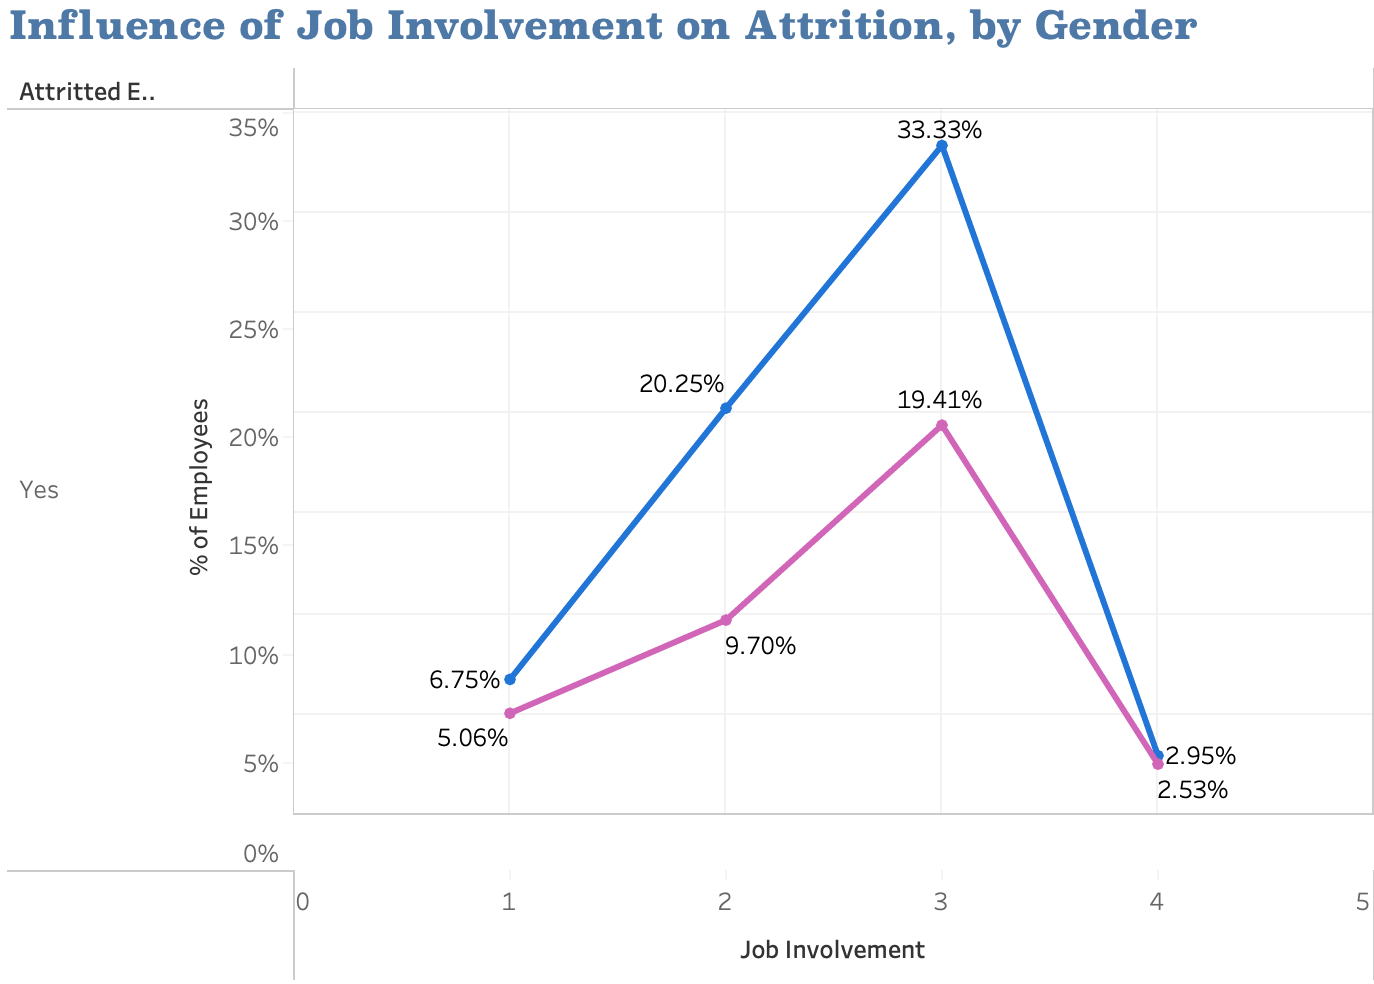 Influence of Job Involvement on Attrition, by Gender
Attritted E..
35%
33.33%
30%
25%
20.25%
19.41%
20%
% of Employees
Yes
15%
9.70%
10%
6.75%
5.06%
5%
2.95%
2.53%
0%
0 1 2 3 4 5
Job Involvement